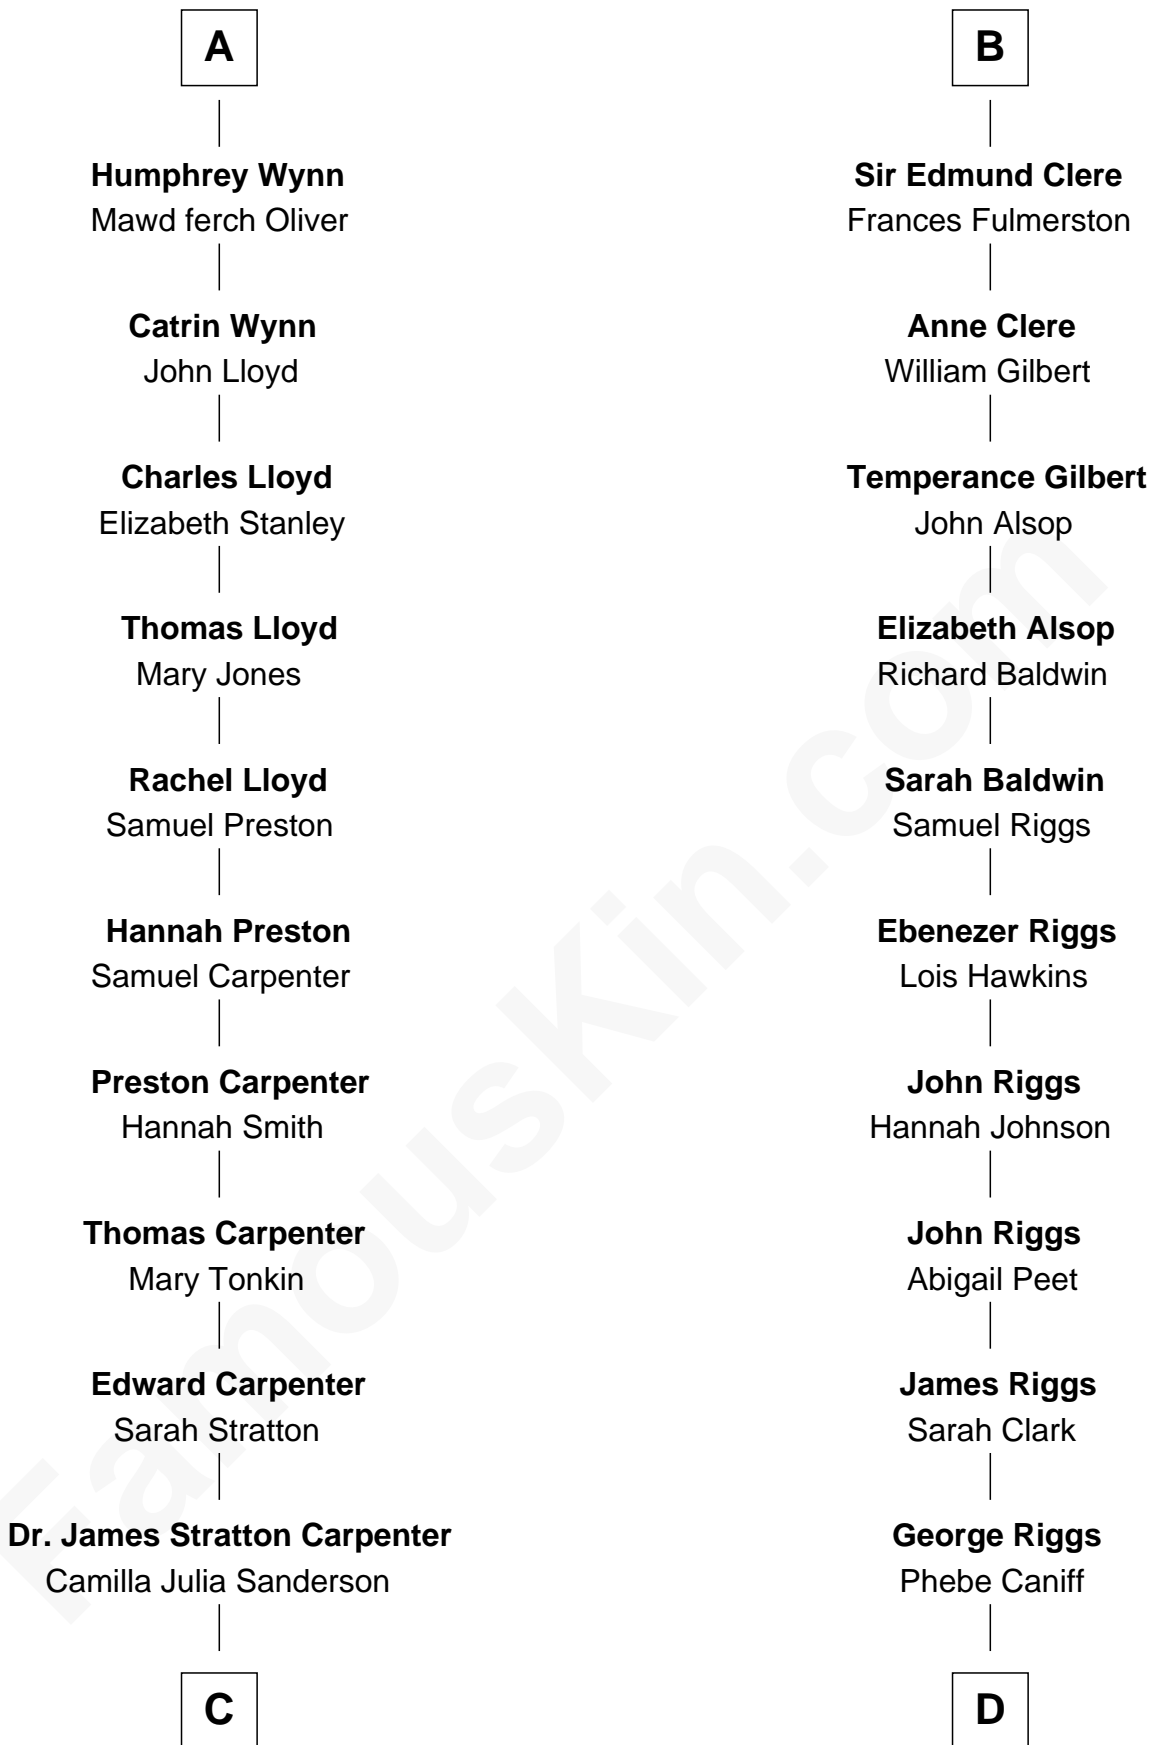 A
Humphrey Wynn
Mawd ferch Oliver
Catrin Wynn
John Lloyd
Charles Lloyd
Elizabeth Stanley
Thomas Lloyd
Mary Jones
Rachel Lloyd
Samuel Preston
Hannah Preston
Samuel Carpenter
Preston Carpenter
Hannah Smith
Thomas Carpenter
Mary Tonkin
Edward Carpenter
Sarah Stratton
Dr. James Stratton Carpenter
Camilla Julia Sanderson
C
B
Sir Edmund Clere
Frances Fulmerston
Anne Clere
William Gilbert
Temperance Gilbert
John Alsop
Elizabeth Alsop
Richard Baldwin
Sarah Baldwin
Samuel Riggs
Ebenezer Riggs
Lois Hawkins
John Riggs
Hannah Johnson
John Riggs
Abigail Peet
James Riggs
Sarah Clark
George Riggs
Phebe Caniff
D
FamousKin.com